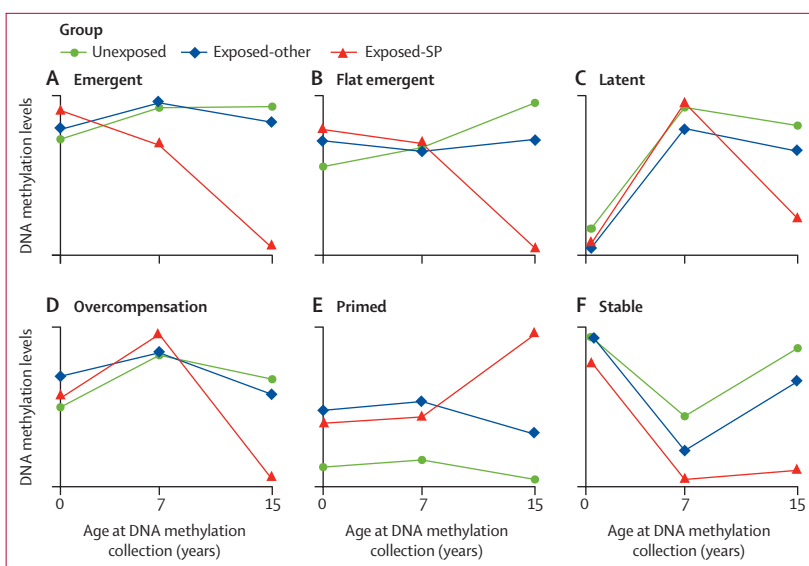 Group
Unexposed Exposed-other Exposed-SP
A Emergent B Flat emergent C Latent
DNA methylation levels
D Overcompensation E Primed F Stable
DNA methylation levels
0 7 15 0 7 15 0 7 15
Age at DNA methylation Age at DNA methylation Age at DNA methylation
collection (years) collection (years) collection (years)